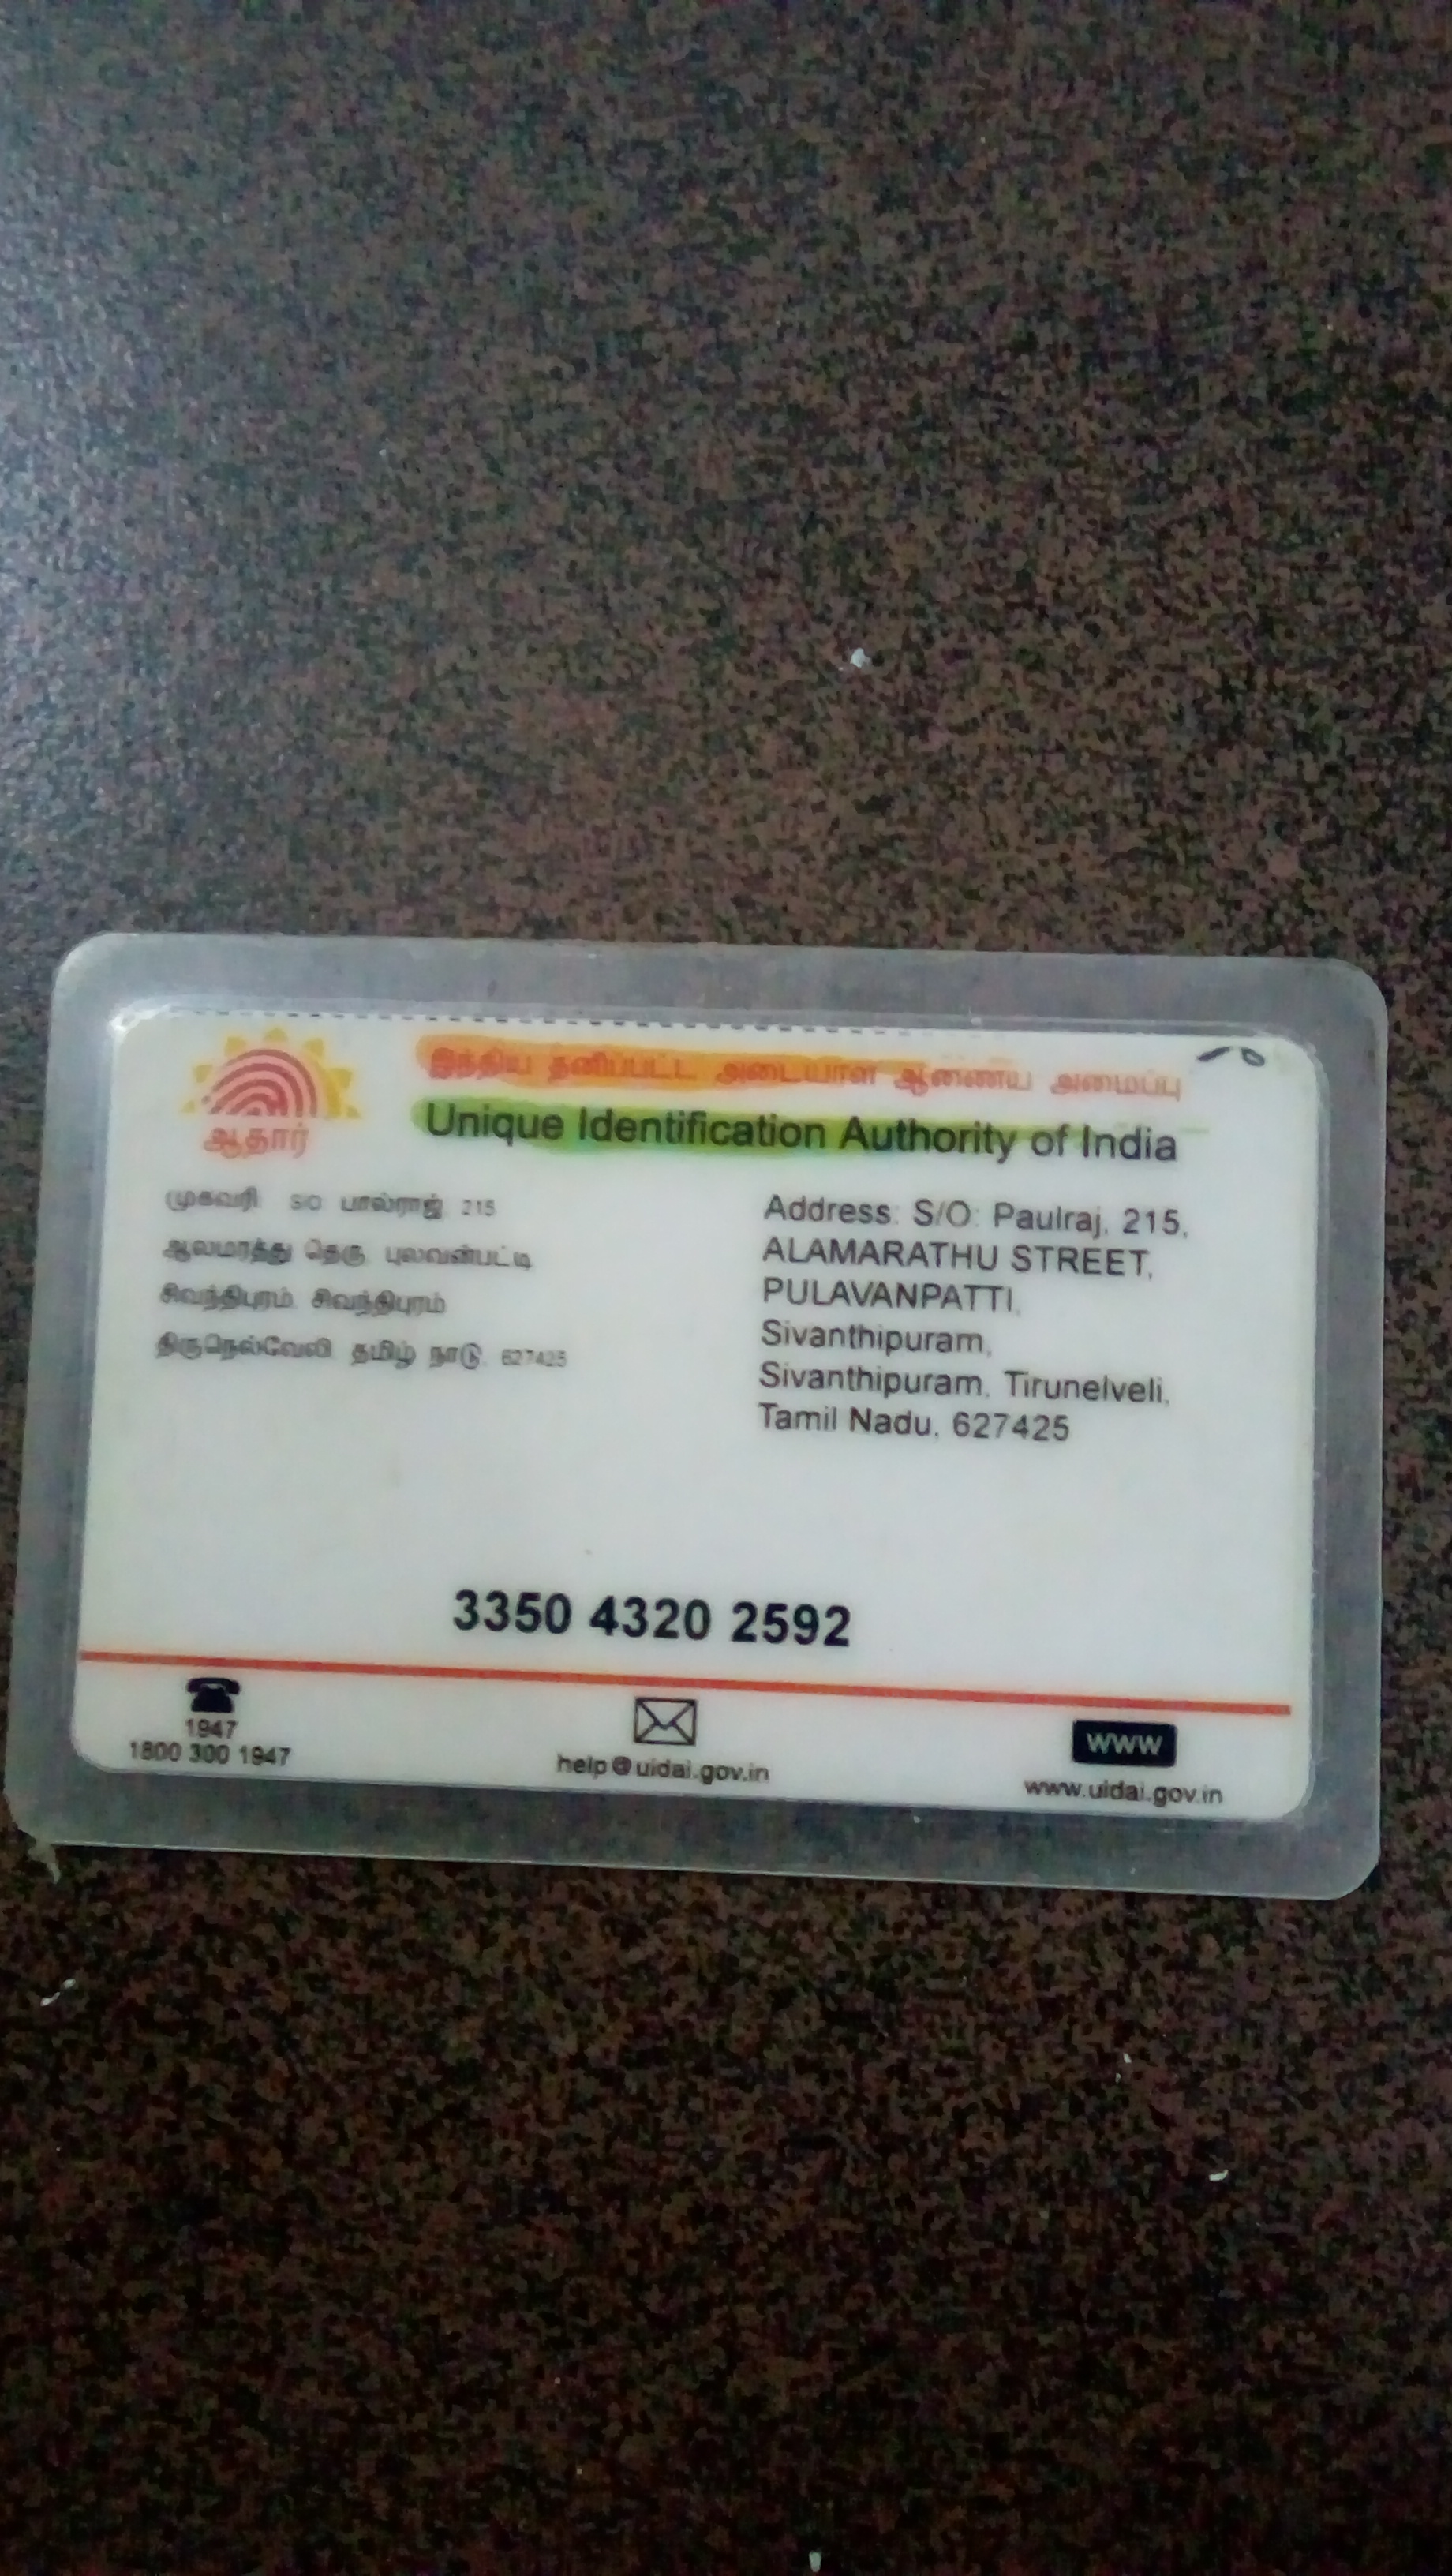 இந்திய தனிப்பட்ட அடையாள ஆணைய அமைப்பு
Unique Identification Authority of India
ஆதார்
முகவரி S/O பால்ராஜ், 215
ஆலமரத்து தெரு, புலவன்பட்டி
சிவந்திபுரம், சிவந்திபுரம்
திருநெல்வேலி, தமிழ் நாடு, 627425
Address: S/O: Paulraj, 215,
ALAMARATHU STREET,
PULAVANPATTI,
Sivanthipuram,
Sivanthipuram, Tirunelveli,
Tamil Nadu, 627425
3350 4320 2592
1947
1800 300 1947
help@uidai.gov.in
www
www.uidai.gov.in